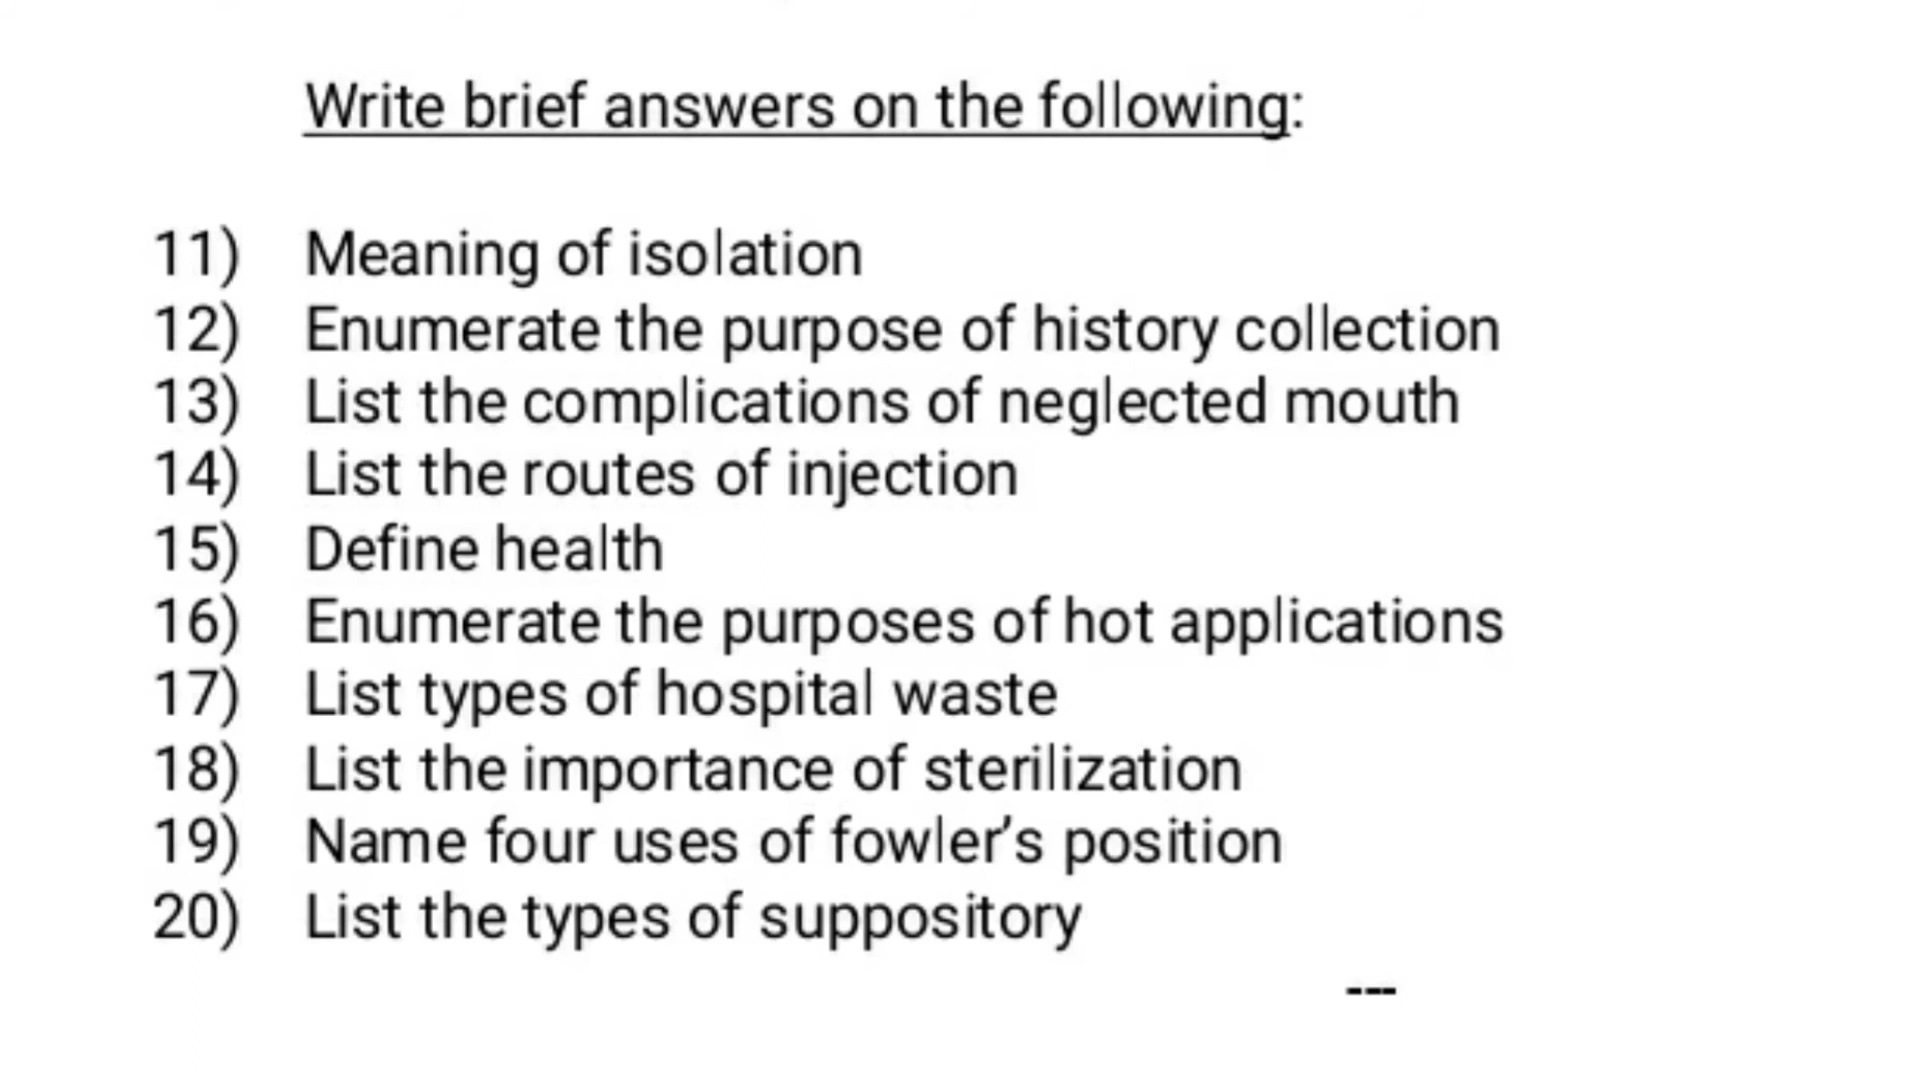 Write brief answers on the following:
11) Meaning of isolation
12) Enumerate the purpose of history collection
13) List the complications of neglected mouth
14) List the routes of injection
15) Define health
16) Enumerate the purposes of hot applications
17) List types of hospital waste
18) List the importance of sterilization
19) Name four uses of fowler's position
20) List the types of suppository
---